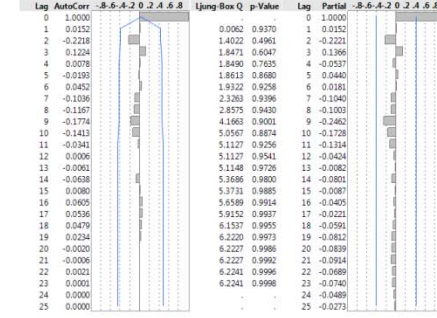 Lag AutoCorr -.8-.6-.4-.2 0 .2 .4 .6 .8 Ljung-Box Q p-Value Lag Partial -.8-.6-.4-.2 0 .2 .4 .6 .8
0 1.0000 . . 0 1.0000
1 0.0152 0.0062 0.9370 1 0.0152
2 -0.2218 1.4022 0.4961 2 -0.2221
3 0.1224 1.8471 0.6047 3 0.1366
4 0.0078 1.8490 0.7635 4 -0.0537
5 -0.0193 1.8613 0.8680 5 0.0440
6 0.0452 1.9322 0.9258 6 0.0181
7 -0.1036 2.3263 0.9396 7 -0.1040
8 -0.1167 2.8575 0.9430 8 -0.1003
9 -0.1774 4.1663 0.9001 9 -0.2462
10 -0.1413 5.0567 0.8874 10 -0.1728
11 -0.0341 5.1127 0.9256 11 -0.1314
12 0.0006 5.1127 0.9541 12 -0.0424
13 -0.0061 5.1148 0.9726 13 -0.0082
14 -0.0638 5.3686 0.9800 14 -0.0801
15 0.0080 5.3731 0.9885 15 -0.0087
16 0.0605 5.6589 0.9914 16 -0.0405
17 0.0536 5.9152 0.9937 17 -0.0221
18 0.0479 6.1537 0.9955 18 -0.0591
19 0.0234 6.2220 0.9973 19 -0.0812
20 -0.0020 6.2227 0.9986 20 -0.0839
21 -0.0006 6.2227 0.9992 21 -0.0914
22 0.0021 6.2241 0.9996 22 -0.0689
23 0.0001 6.2241 0.9998 23 -0.0740
24 0.0000 . . 24 -0.0489
25 0.0000 . . 25 -0.0273